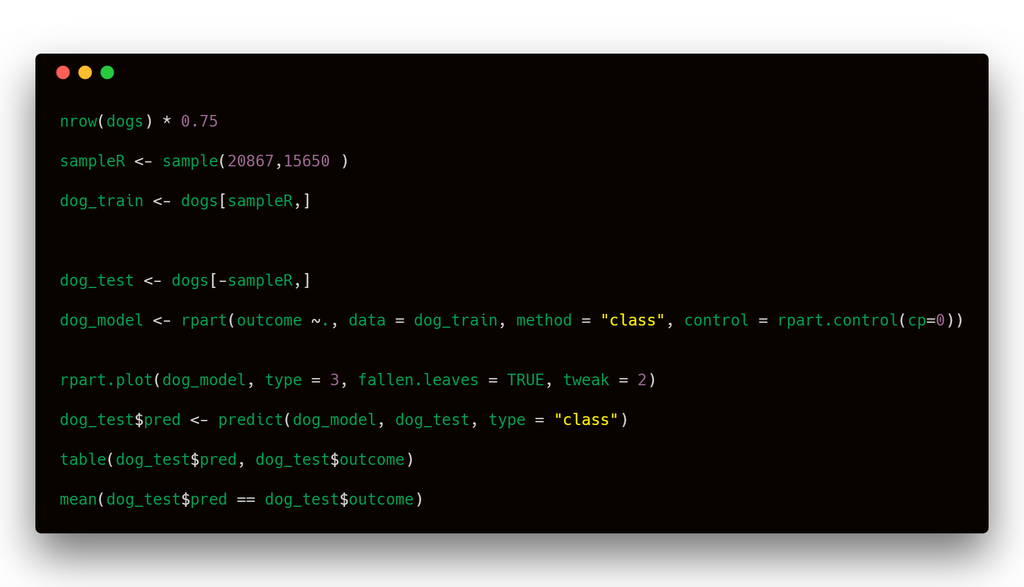 nrow(dogs) * 0.75
sampleR <- sample(20867,15650 )
dog_train <- dogs[sampleR,]
dog_test <- dogs[-sampleR,]
dog_model <- rpart(outcome ~., data = dog_train, method = "class", control = rpart.control(cp=0))
rpart.plot(dog_model, type = 3, fallen.leaves = TRUE, tweak = 2)
dog_test$pred <- predict(dog_model, dog_test, type = "class")
table(dog_test$pred, dog_test$outcome)
mean(dog_test$pred == dog_test$outcome)